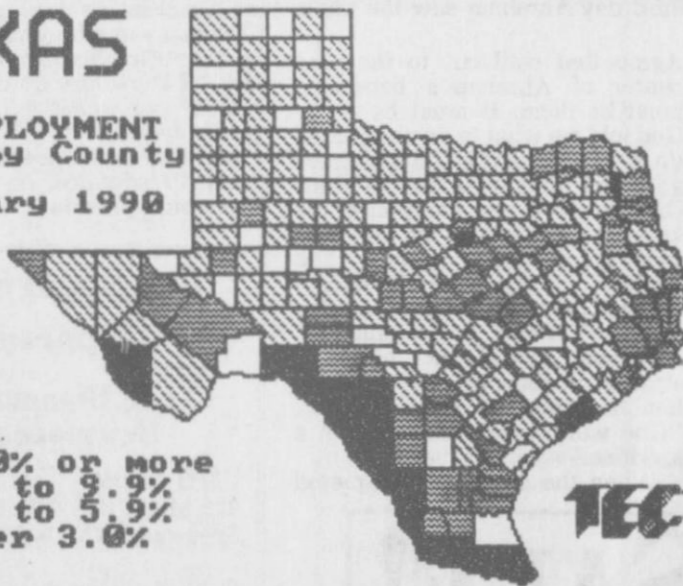 XAS
PLOYMENT
by County
ary 1990
0% or more
to 9.9%
to 5.9%
er 3.0%
TEC